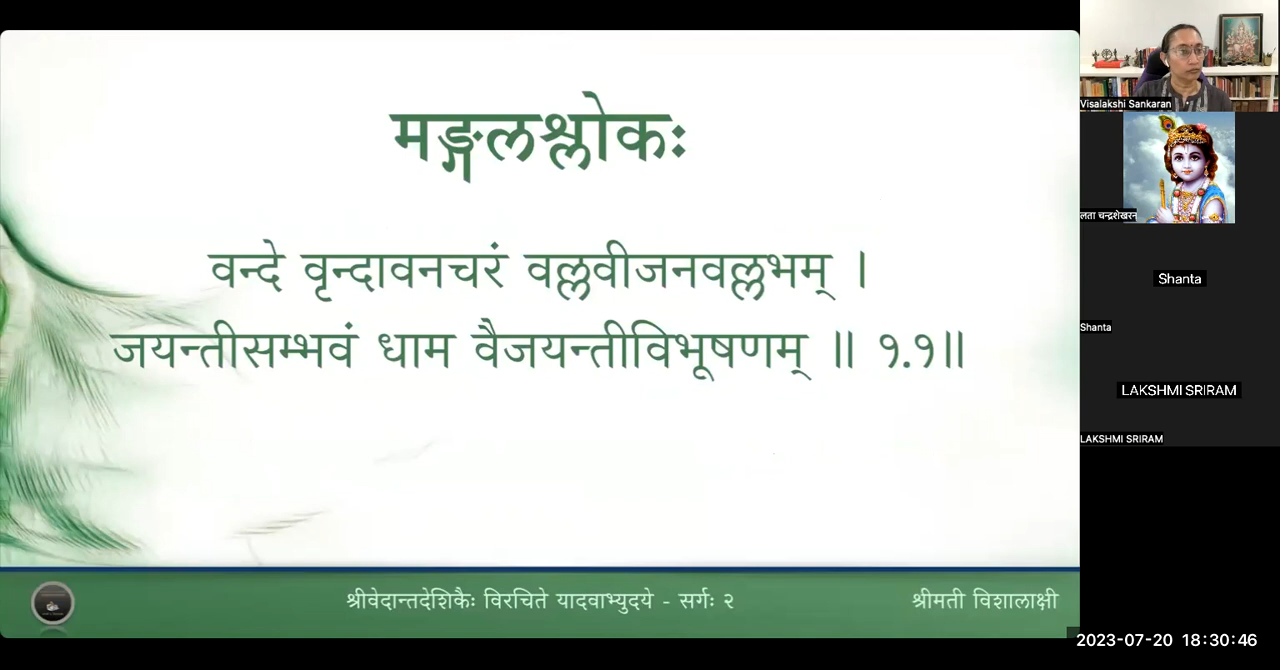 मङ्गलश्लोकः
वन्दे वृन्दावनचरं वल्लवीजनवल्लभम् ।
जयन्तीसम्भवं धाम वैजयन्तीविभूषणम् ॥ १.१॥
श्रीवेदान्तदेशिकैः विरचिते यादवाभ्युदये - सर्गः २
श्रीमती विशालाक्षी
Visalakshi Sankaran
लता चन्द्रशेखरन
Shanta
Shanta
LAKSHMI SRIRAM
LAKSHMI SRIRAM
2023-07-20 18:30:46